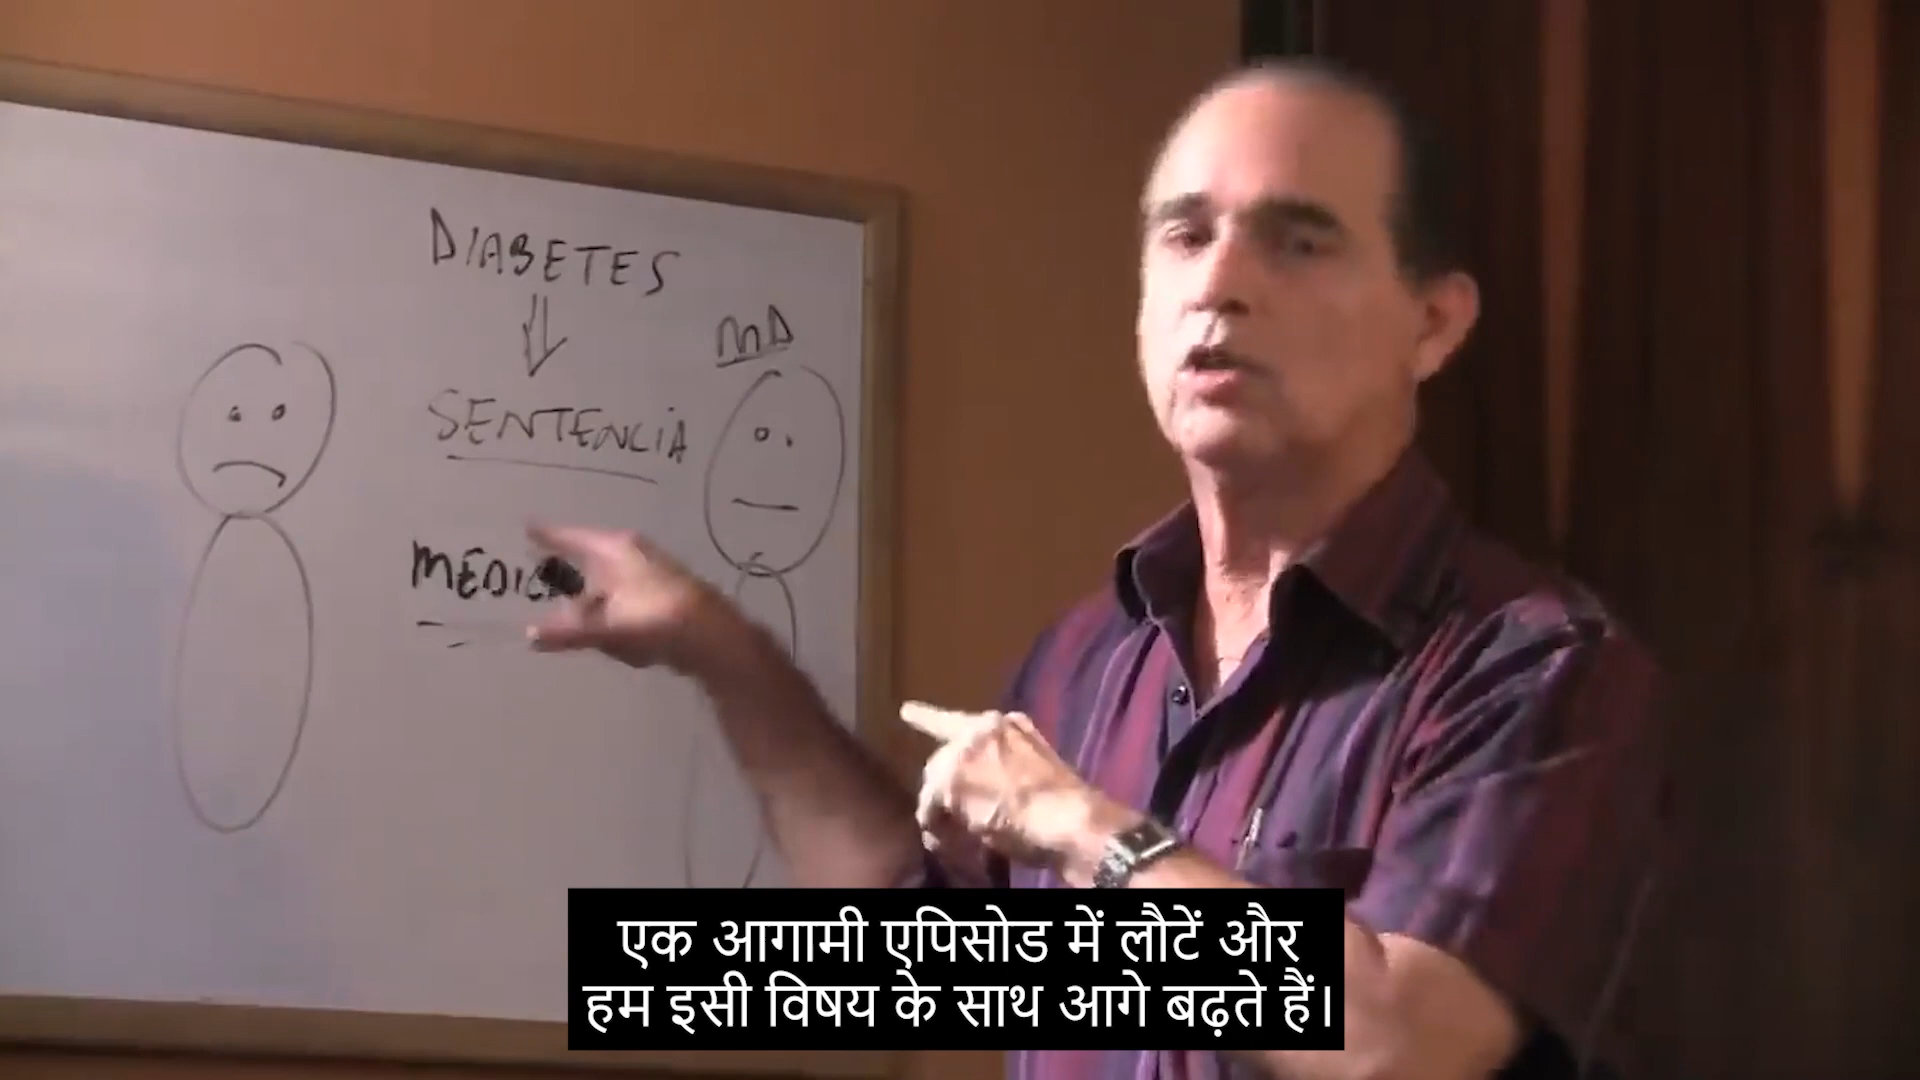 DIABETES
MD
SENTENCIA
एक आगामी एपिसोड में लौटें और
हम इसी विषय के साथ आगे बढ़ते हैं।